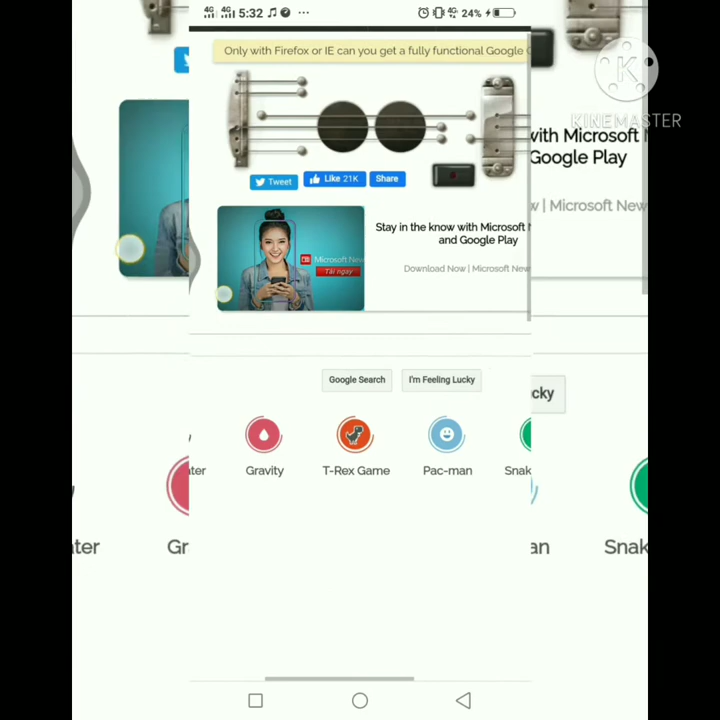 4G 4G 5:32 4G 24%
Only with Firefox or IE can you get a fully functional Google
KINEMASTER
with Microsoft
Google Play
Tweet Like 21K Share
w | Microsoft New
Stay in the know with Microsoft
and Google Play
Microsoft New
Tải ngay
Download Now | Microsoft New
Google Search I'm Feeling Lucky
ucky
ter Gravity T-Rex Game Pac-man Snak
ter Gr an Snak